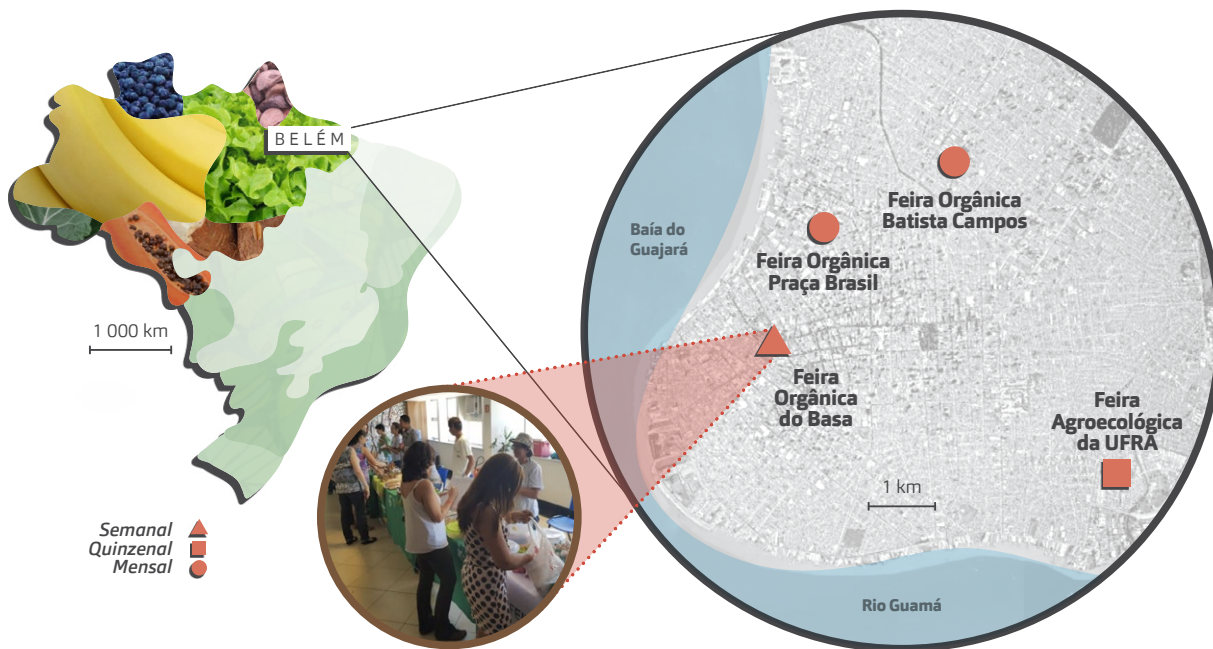 BELÉM
1 000 km
Semanal
Quinzenal
Mensal
Baía do
Guajará
Feira Orgânica
Batista Campos
Feira Orgânica
Praça Brasil
Feira
Orgânica
do Basa
Feira
Agroecológica
da UFRA
1 km
Rio Guamá